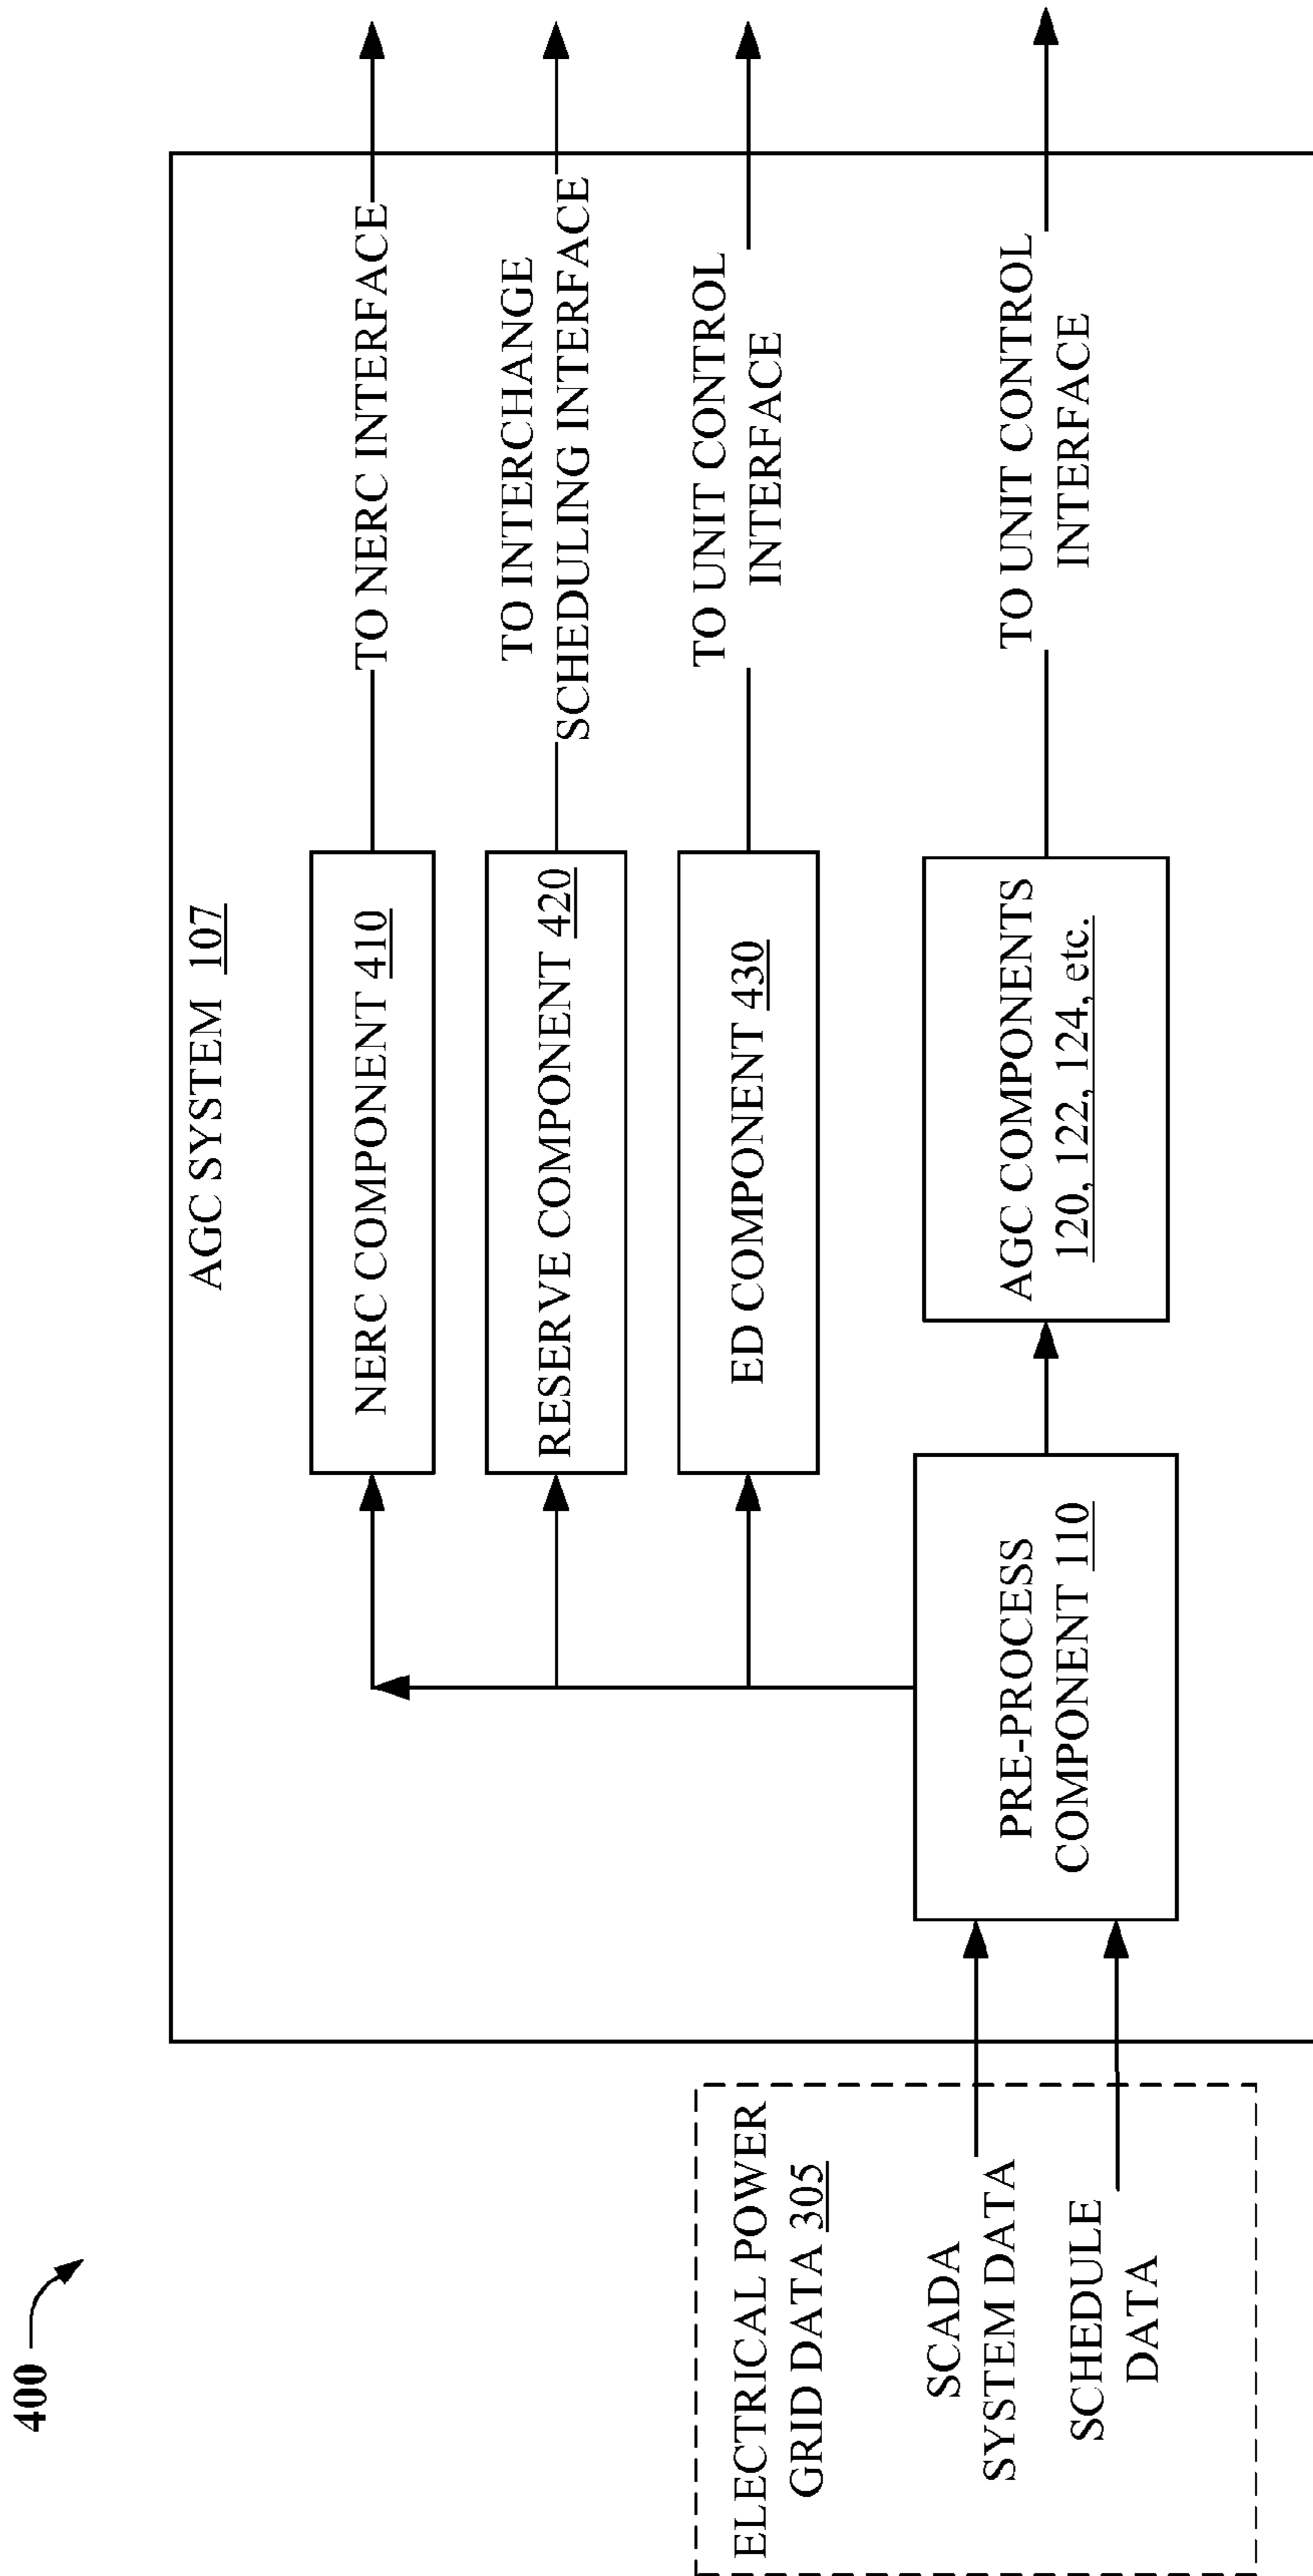 400
AGC SYSTEM 107
NERC COMPONENT 410
TO NERC INTERFACE
RESERVE COMPONENT 420
TO INTERCHANGE
SCHEDULING INTERFACE
ED COMPONENT 430
TO UNIT CONTROL
INTERFACE
ELECTRICAL POWER
GRID DATA 305
SCADA
SYSTEM DATA
SCHEDULE
DATA
PRE-PROCESS
COMPONENT 110
AGC COMPONENTS
120, 122, 124, etc.
TO UNIT CONTROL
INTERFACE